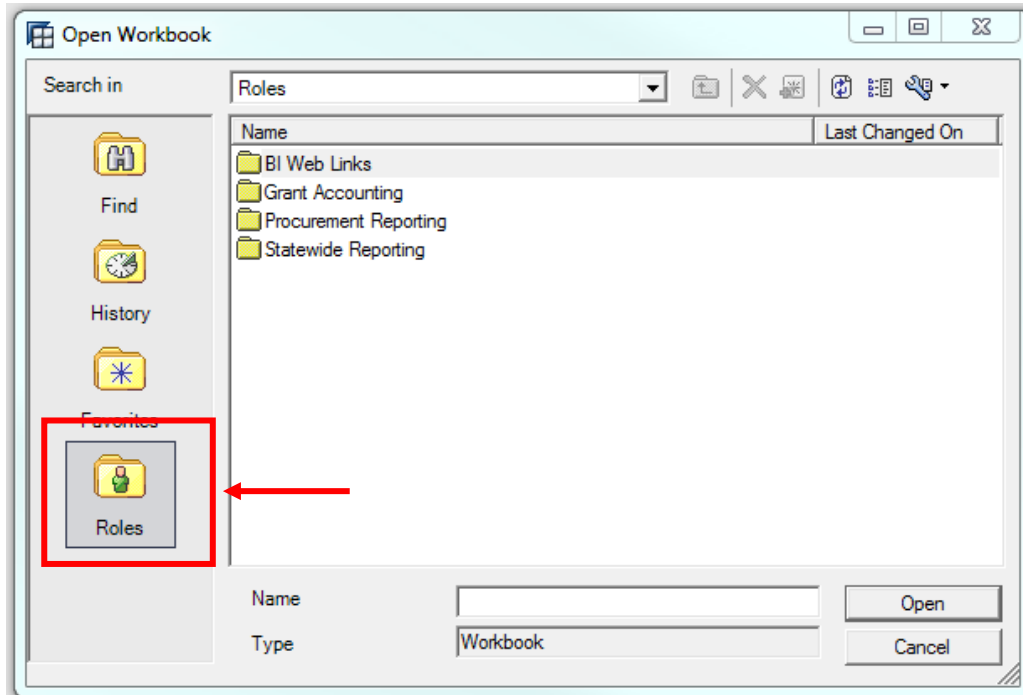 Open Workbook
Search in
Roles
Name
Last Changed On
BI Web Links
Grant Accounting
Procurement Reporting
Statewide Reporting
Find
History
Favorites
Roles
Name
Open
Type
Workbook
Cancel